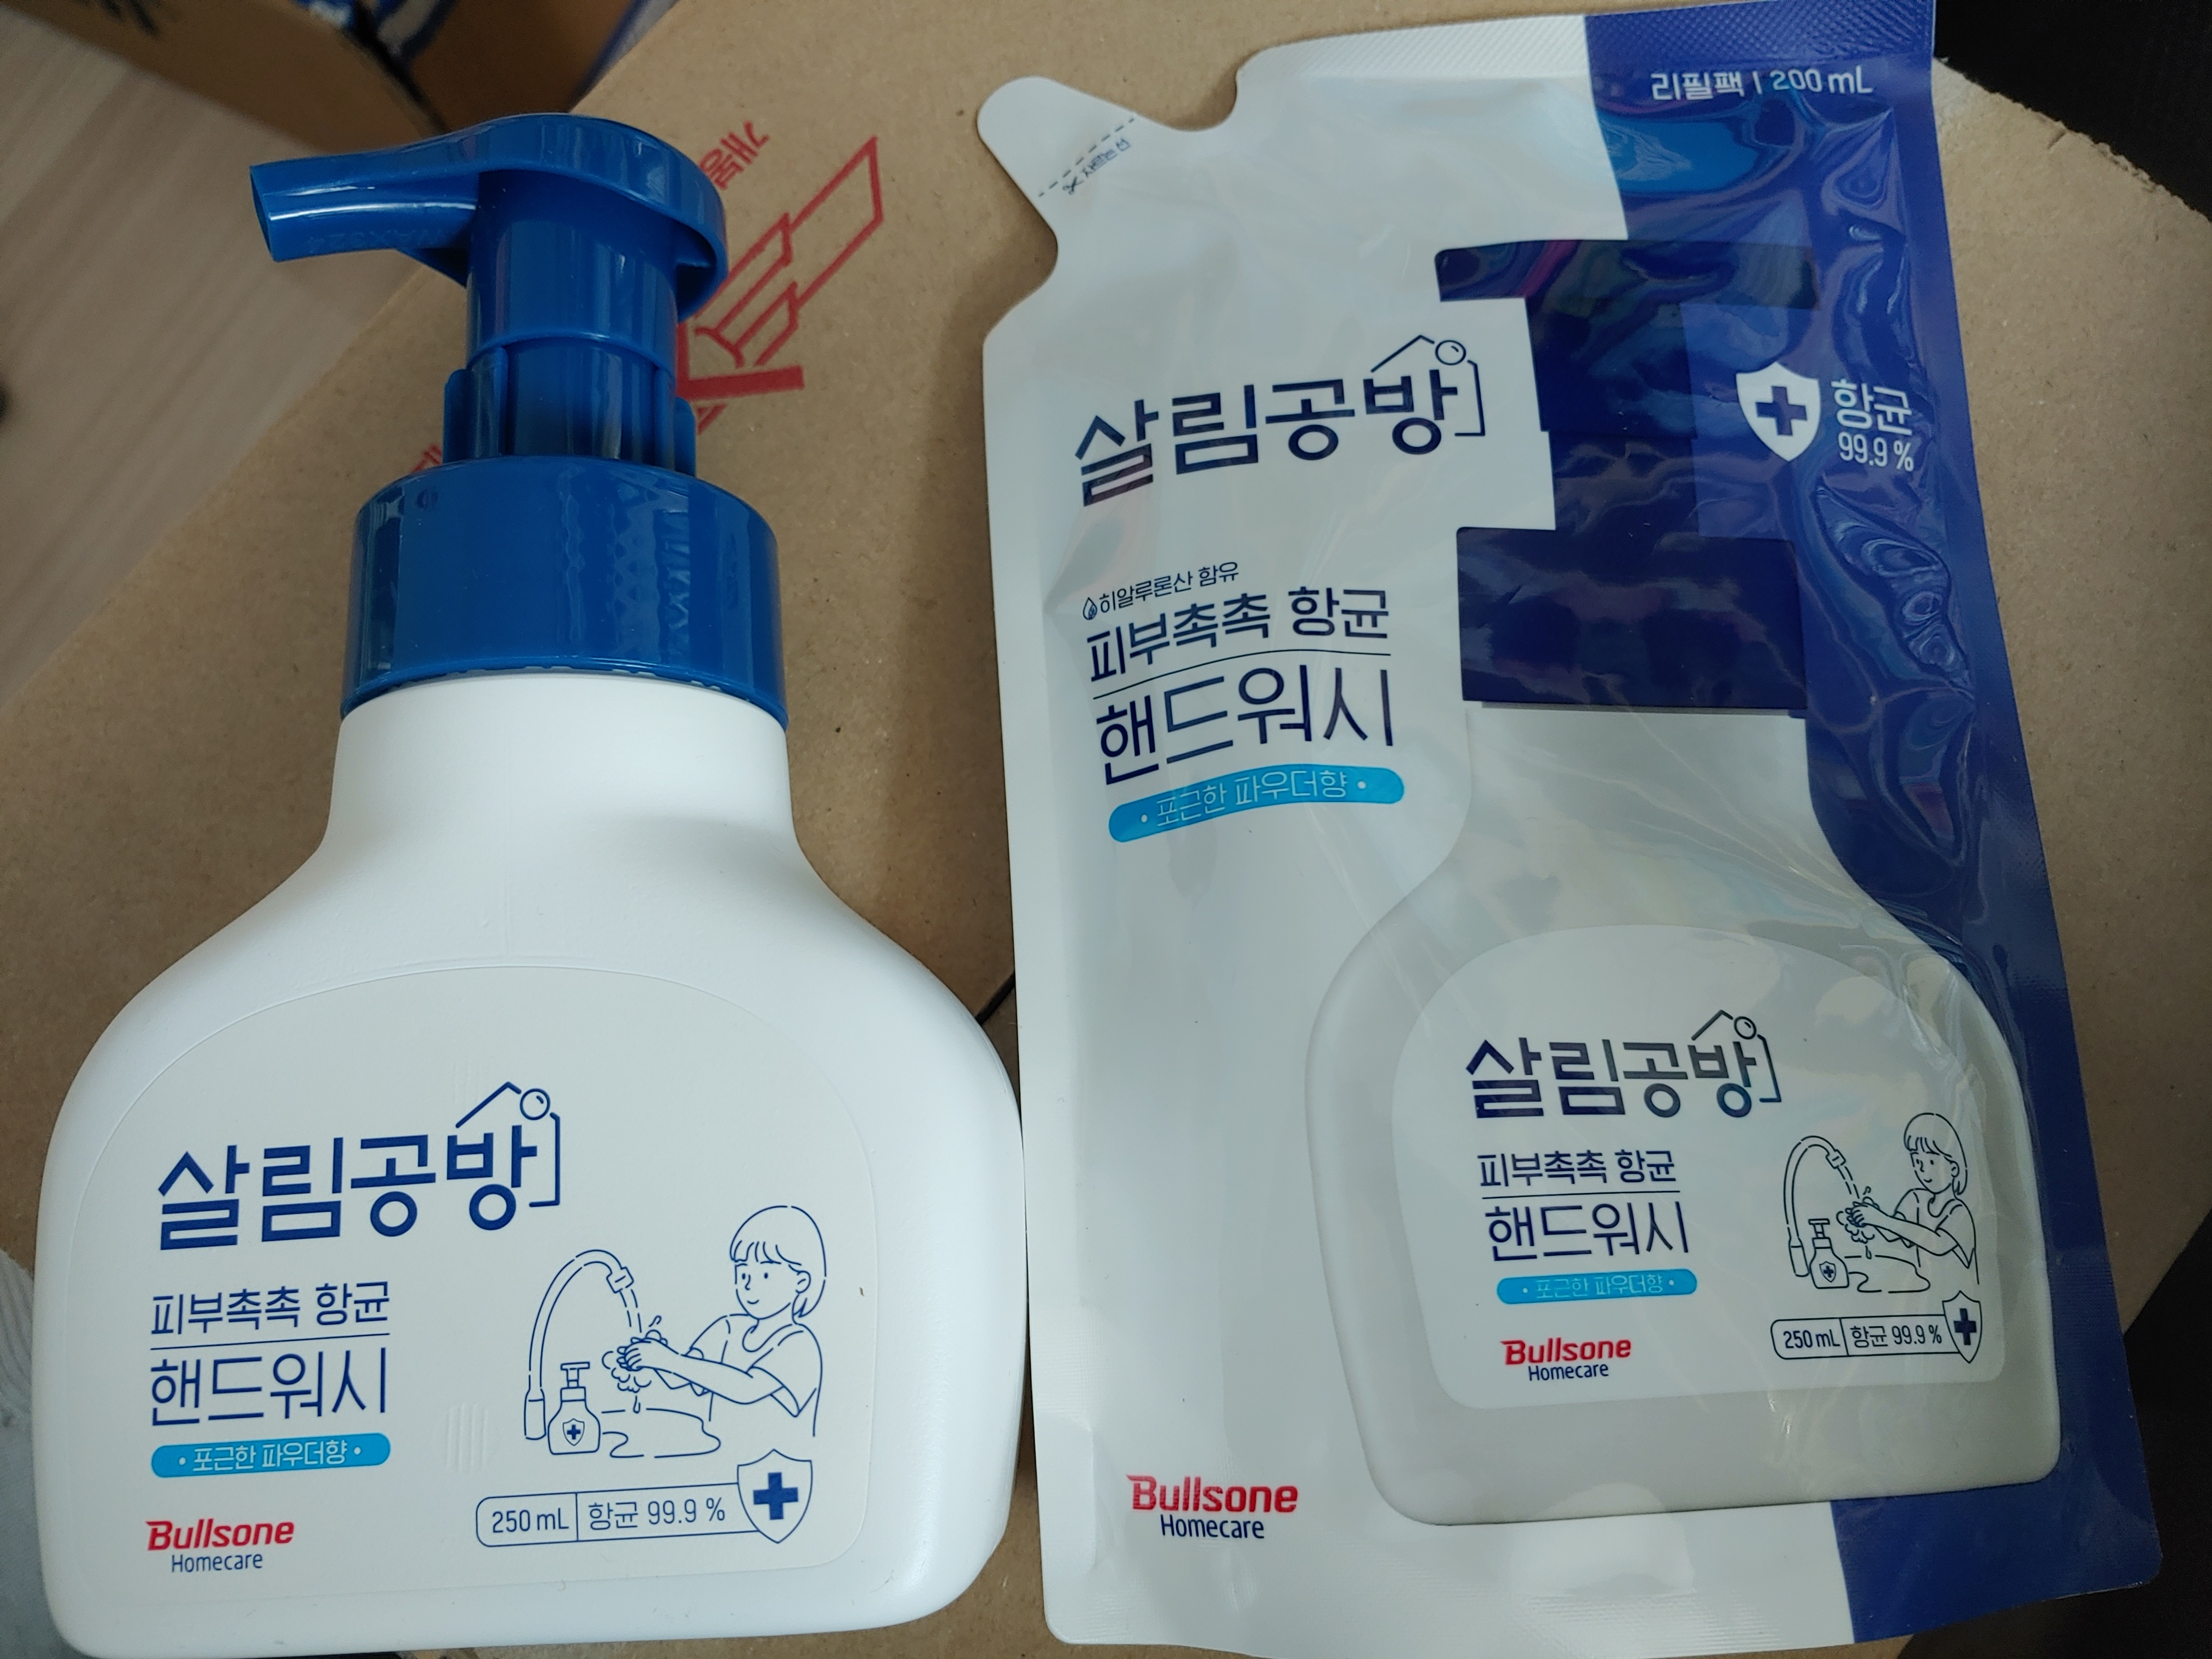 개봉
살림공방
피부촉촉 항균
핸드워시
• 포근한 파우더향 •
Bullsone
Homecare
250 mL 항균 99.9 %
리필팩 | 200 mL
항균
99.9 %
살림공방
히알루론산 함유
피부촉촉 항균
핸드워시
• 포근한 파우더향 •
살림공방
피부촉촉 항균
핸드워시
• 포근한 파우더향 •
Bullsone
Homecare
250 mL 항균 99.9 %
Bullsone
Homecare